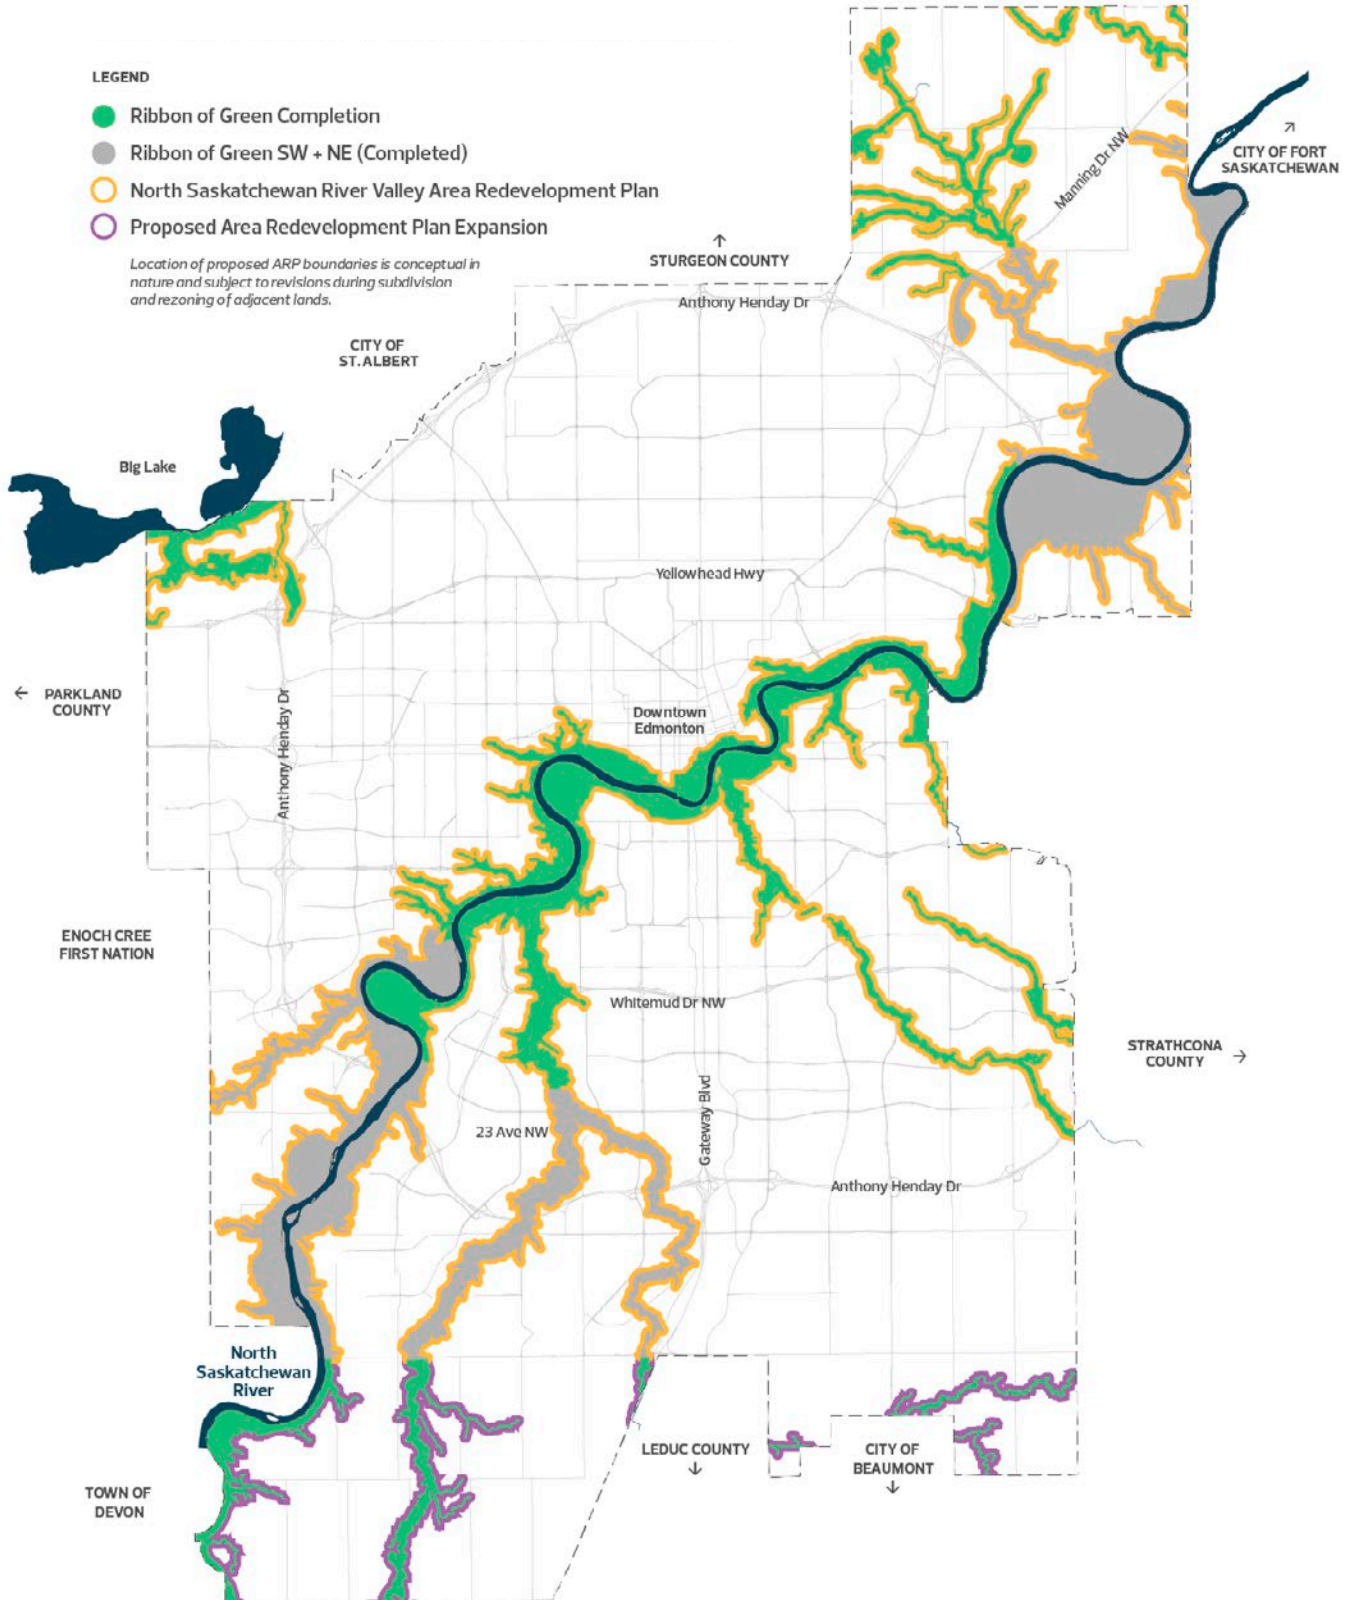 LEGEND
Ribbon of Green Completion
Ribbon of Green SW + NE (Completed)
North Saskatchewan River Valley Area Redevelopment Plan
Proposed Area Redevelopment Plan Expansion
Location of proposed ARP boundaries is conceptual in
nature and subject to revisions during subdivision
and rezoning of adjacent lands.
CITY OF FORT
SASKATCHEWAN
Manning Dr NW
STURGEON COUNTY
Anthony Henday Dr
CITY OF
ST. ALBERT
Big Lake
Yellowhead Hwy
PARKLAND
COUNTY
Anthony Henday Dr
Downtown
Edmonton
ENOCH CREE
FIRST NATION
Whitemud Dr NW
STRATHCONA
COUNTY
23 Ave NW
Gateway Blvd
Anthony Henday Dr
North
Saskatchewan
River
LEDUC COUNTY
CITY OF
BEAUMONT
TOWN OF
DEVON